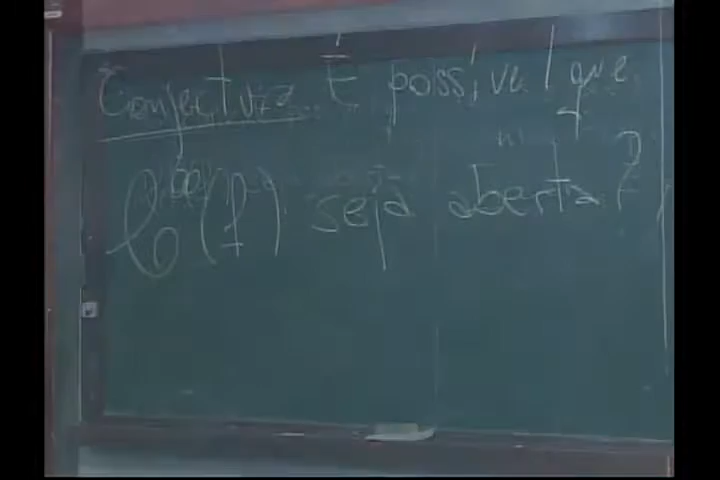 Conjectura. É possível que
C(f) seja aberta?